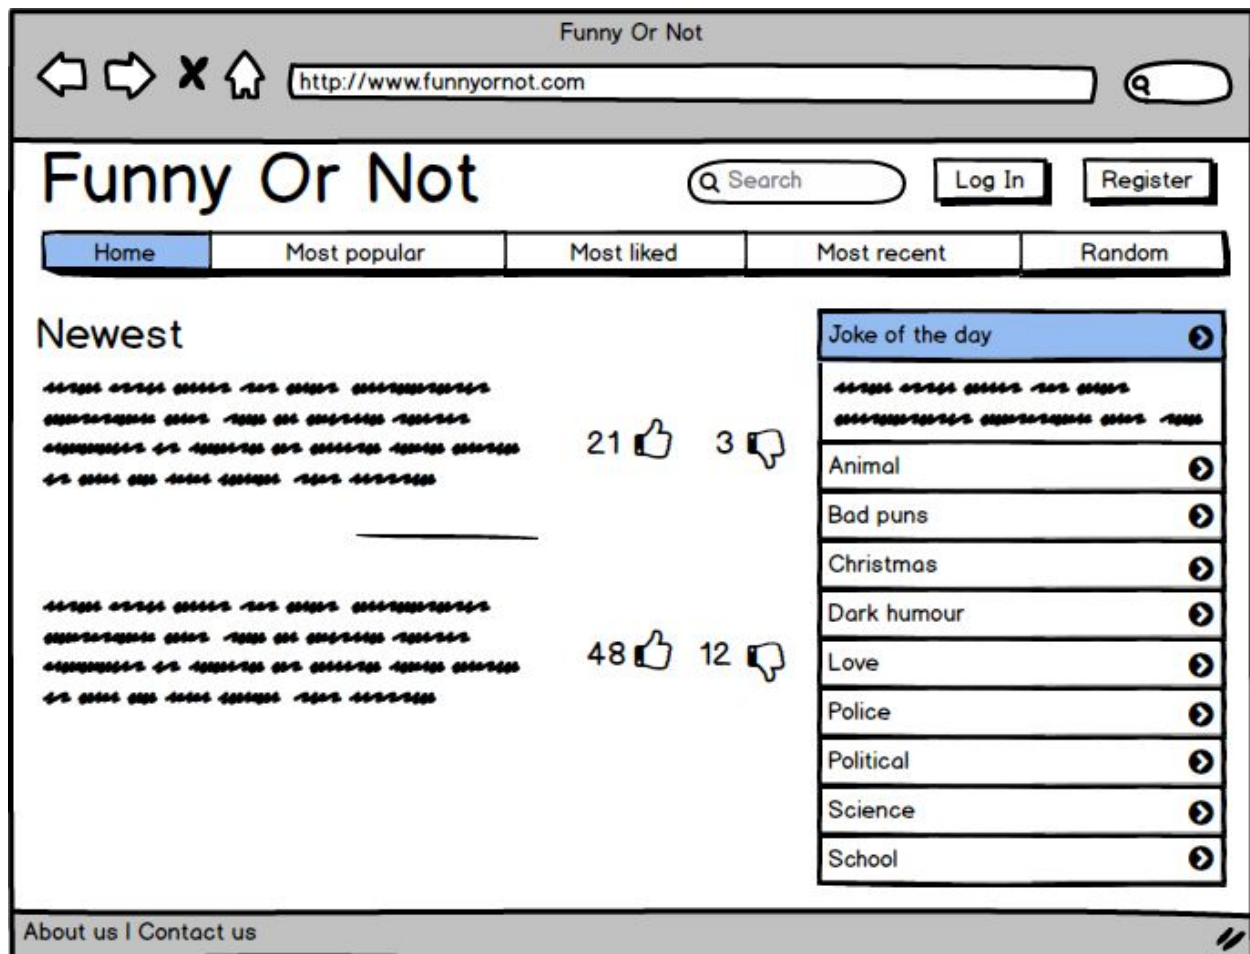 Funny Or Not
http://www.funnyornot.com
Funny Or Not
Search
Log In
Register
Home
Most popular
Most liked
Most recent
Random
Newest
21
3
48
12
Joke of the day
Animal
Bad puns
Christmas
Dark humour
Love
Police
Political
Science
School
About us | Contact us